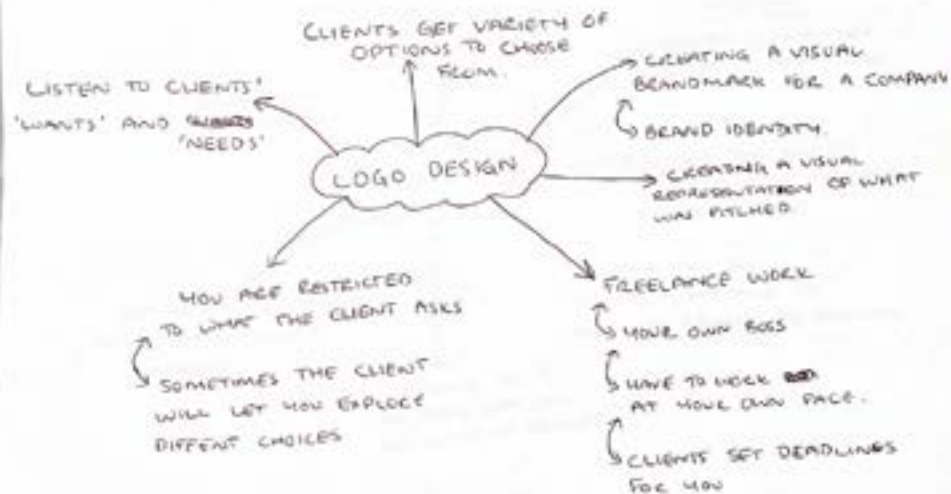 CLIENTS GET VARIETY OF
OPTIONS TO CHOOSE
FROM.
LISTEN TO CLIENTS'
'WANTS' AND
'NEEDS'
CREATING A VISUAL
BRANDMARK FOR A COMPANY
BRAND IDENTITY.
LOGO DESIGN
CREATING A VISUAL
REPRESENTATION OF WHAT
WAS PITCHED.
YOU ARE RESTRICTED
TO WHAT THE CLIENT ASKS
SOMETIMES THE CLIENT
WILL LET YOU EXPLORE
DIFFENT CHOICES
FREELANCE WORK
YOUR OWN BOSS
HAVE TO WORK
AT YOUR OWN PACE.
CLIENTS SET DEADLINES
FOR YOU